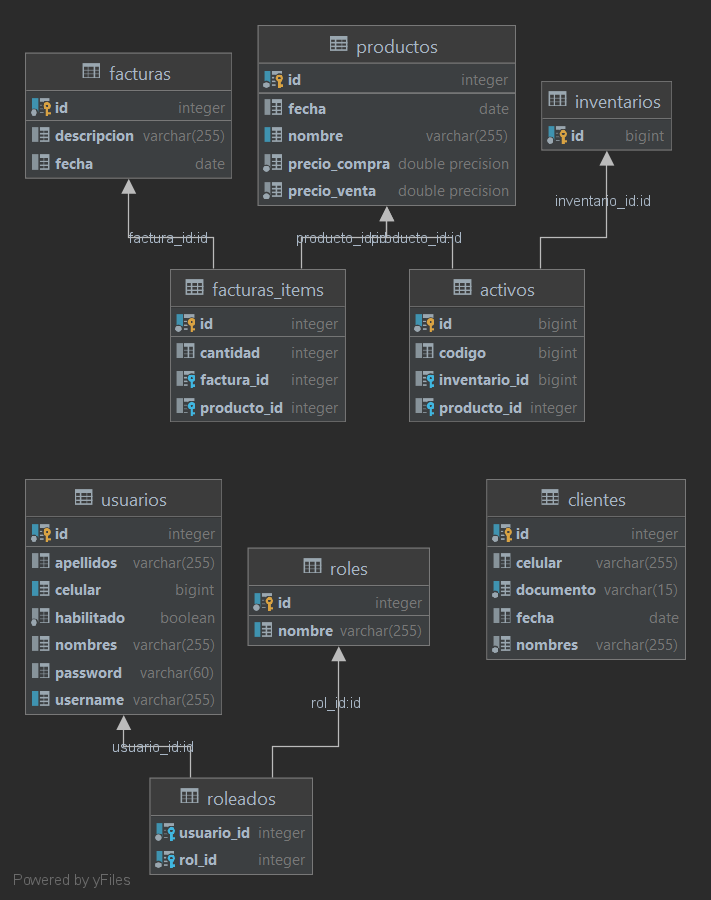 facturas
id integer
descripcion varchar(255)
fecha date
productos
id integer
fecha date
nombre varchar(255)
precio_compra double precision
precio_venta double precision
inventarios
id bigint
factura_id:id
producto_id:id
producto_id:id
inventario_id:id
facturas_items
id integer
cantidad integer
factura_id integer
producto_id integer
activos
id bigint
codigo bigint
inventario_id bigint
producto_id integer
usuarios
id integer
apellidos varchar(255)
celular bigint
habilitado boolean
nombres varchar(255)
password varchar(60)
username varchar(255)
roles
id integer
nombre varchar(255)
clientes
id integer
celular varchar(255)
documento varchar(15)
fecha date
nombres varchar(255)
usuario_id:id
rol_id:id
roleados
usuario_id integer
rol_id integer
Powered by yFiles